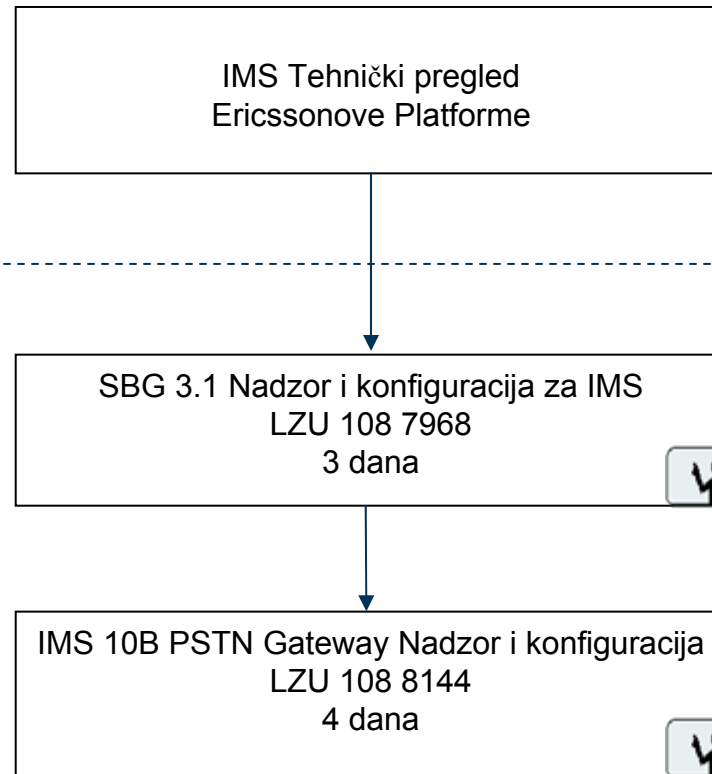 IMS Tehnički pregled
Ericssonove Platforme
SBG 3.1 Nadzor i konfiguracija za IMS
LZU 108 7968
3 dana
IMS 10B PSTN Gateway Nadzor i konfiguracija
LZU 108 8144
4 dana